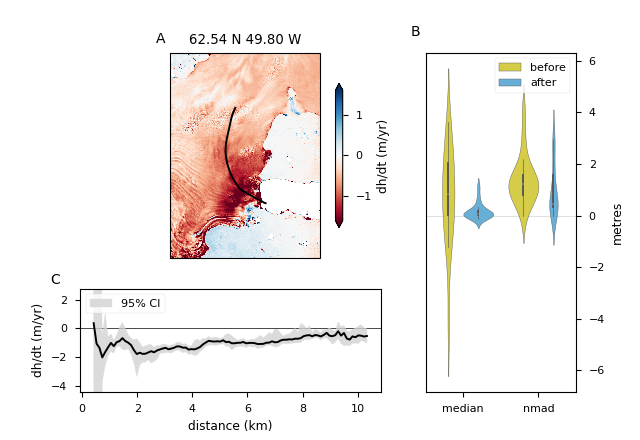 A 62.54 N 49.80 W
1
0
−1
dh/dt (m/yr)
B
before
after
6
4
2
0
−2
−4
−6
metres
median nmad
C
95% CI
2
0
−2
−4
dh/dt (m/yr)
0 2 4 6 8 10
distance (km)